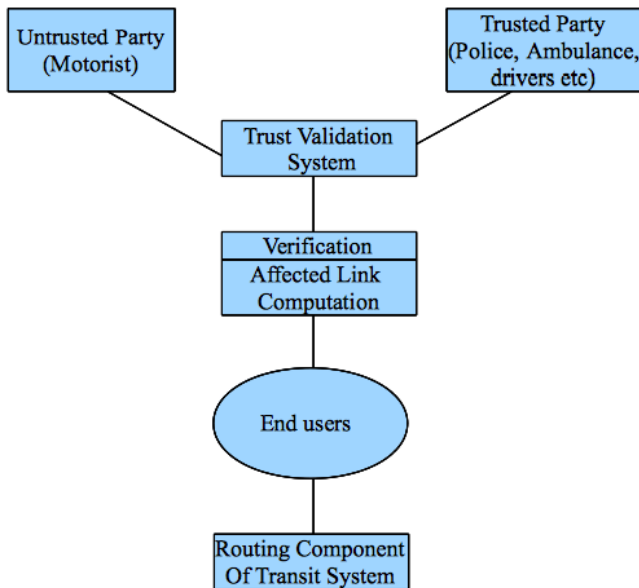 Untrusted Party
(Motorist)
Trusted Party
(Police, Ambulance,
drivers etc)
Trust Validation
System
Verification
Affected Link
Computation
End users
Routing Component
Of Transit System